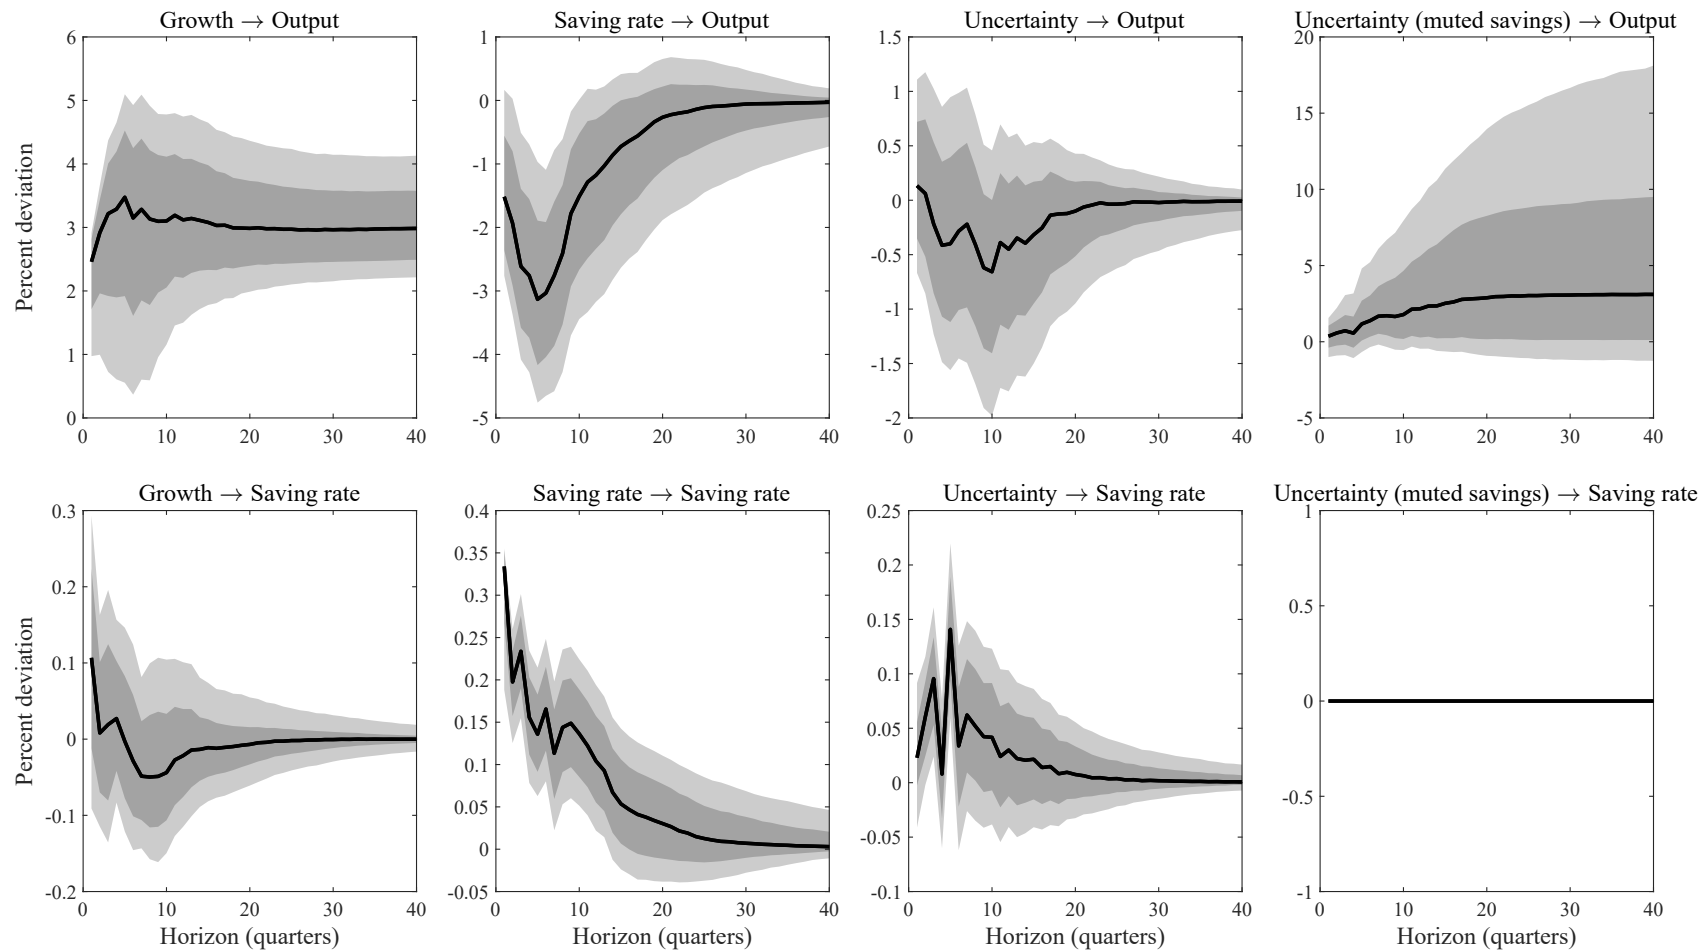 Growth → Output
Saving rate → Output
Uncertainty → Output
Uncertainty (muted savings) → Output
Percent deviation
6
5
4
3
2
1
0
0 10 20 30 40
1
0
-1
-2
-3
-4
-5
0 10 20 30 40
1.5
1
0.5
0
-0.5
-1
-1.5
-2
0 10 20 30 40
20
15
10
5
0
-5
0 10 20 30 40
Growth → Saving rate
Saving rate → Saving rate
Uncertainty → Saving rate
Uncertainty (muted savings) → Saving rate
Percent deviation
0.3
0.2
0.1
0
-0.1
-0.2
0 10 20 30 40
Horizon (quarters)
0.4
0.35
0.3
0.25
0.2
0.15
0.1
0.05
0
-0.05
0 10 20 30 40
Horizon (quarters)
0.25
0.2
0.15
0.1
0.05
0
-0.05
-0.1
0 10 20 30 40
Horizon (quarters)
1
0.5
0
-0.5
-1
0 10 20 30 40
Horizon (quarters)